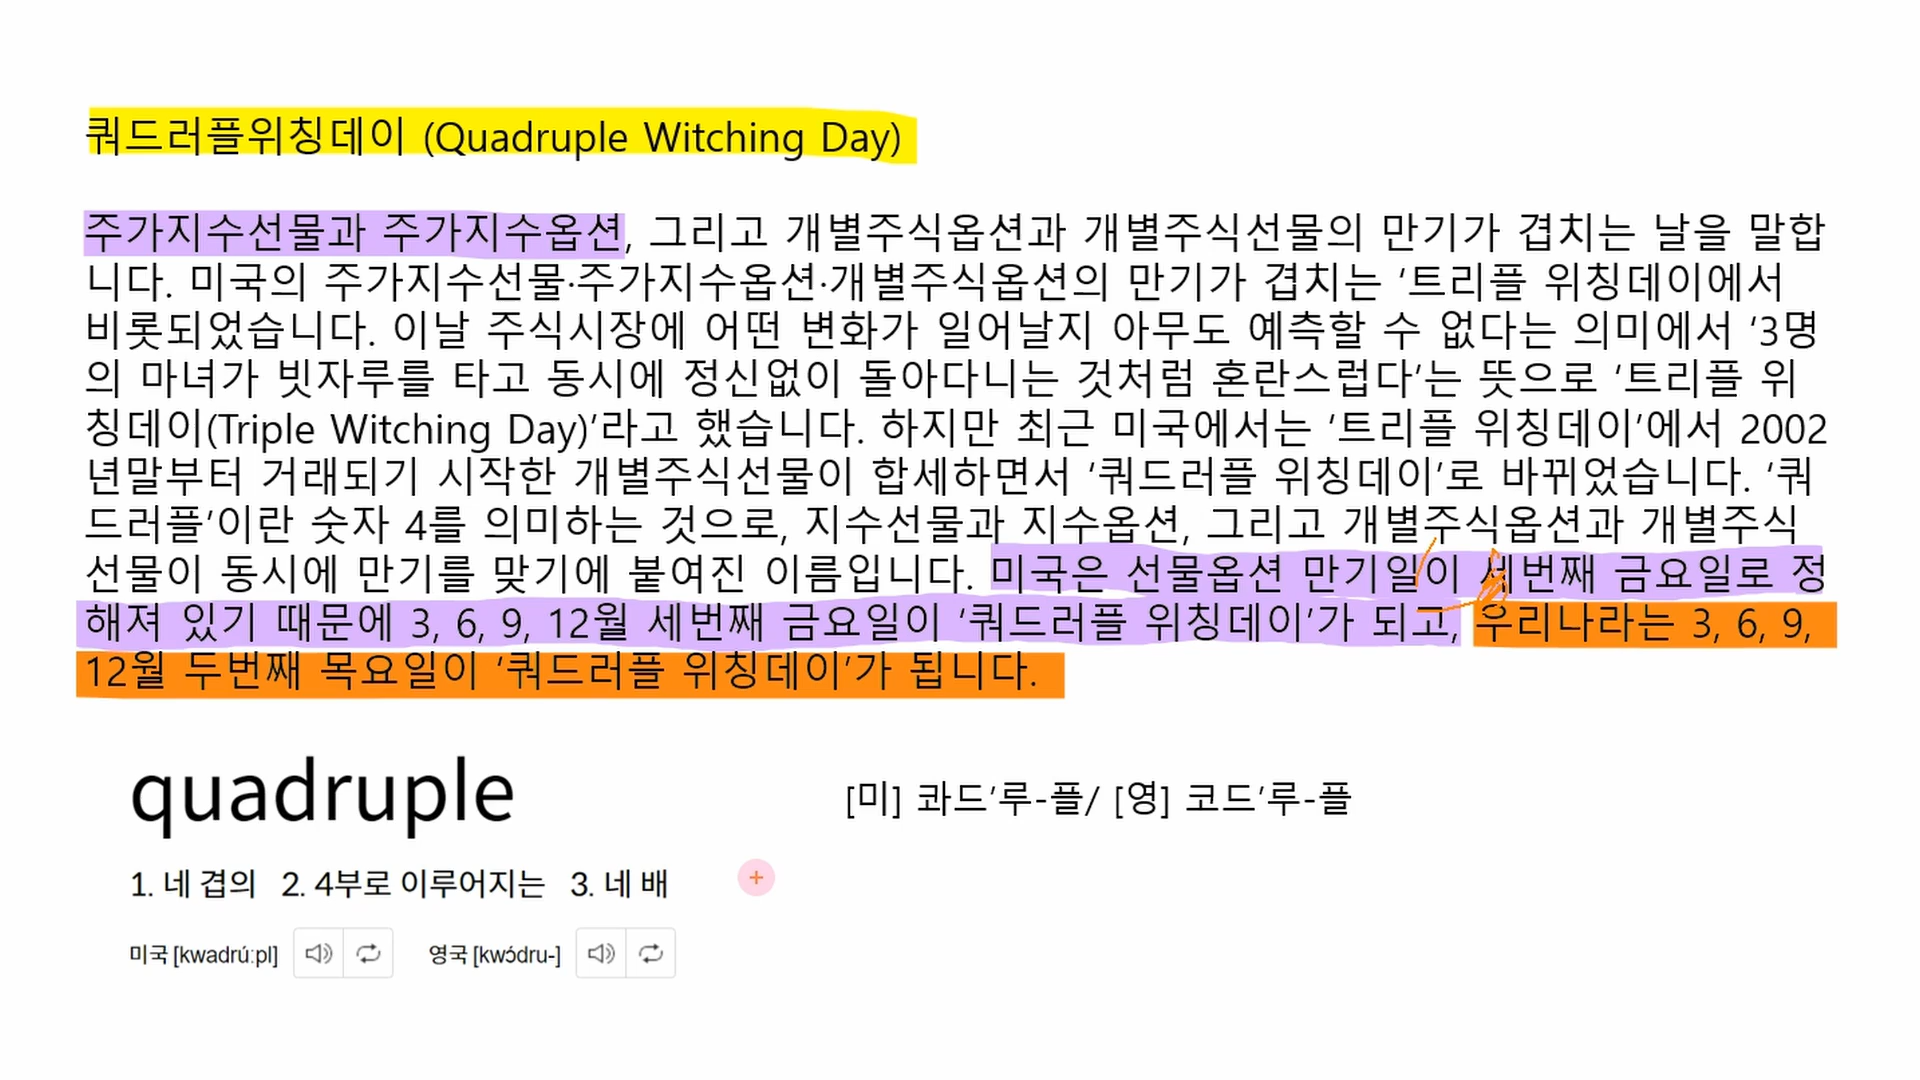 쿼드러플위칭데이 (Quadruple Witching Day)
주가지수선물과 주가지수옵션, 그리고 개별주식옵션과 개별주식선물의 만기가 겹치는 날을 말합
니다. 미국의 주가지수선물·주가지수옵션·개별주식옵션의 만기가 겹치는 ‘트리플 위칭데이에서
비롯되었습니다. 이날 주식시장에 어떤 변화가 일어날지 아무도 예측할 수 없다는 의미에서 ‘3명
의 마녀가 빗자루를 타고 동시에 정신없이 돌아다니는 것처럼 혼란스럽다’는 뜻으로 ‘트리플 위
칭데이(Triple Witching Day)’라고 했습니다. 하지만 최근 미국에서는 ‘트리플 위칭데이’에서 2002
년말부터 거래되기 시작한 개별주식선물이 합세하면서 ‘쿼드러플 위칭데이’로 바뀌었습니다. ‘쿼
드러플’이란 숫자 4를 의미하는 것으로, 지수선물과 지수옵션, 그리고 개별주식옵션과 개별주식
선물이 동시에 만기를 맞기에 붙여진 이름입니다. 미국은 선물옵션 만기일이 세번째 금요일로 정
해져 있기 때문에 3, 6, 9, 12월 세번째 금요일이 ‘쿼드러플 위칭데이’가 되고, 우리나라는 3, 6, 9,
12월 두번째 목요일이 ‘쿼드러플 위칭데이’가 됩니다.
quadruple
[미] 콰드’루-플/ [영] 코드’루-플
1. 네 겹의 2. 4부로 이루어지는 3. 네 배
미국 [kwadrúːpl] 영국 [kwɔ́dru-]